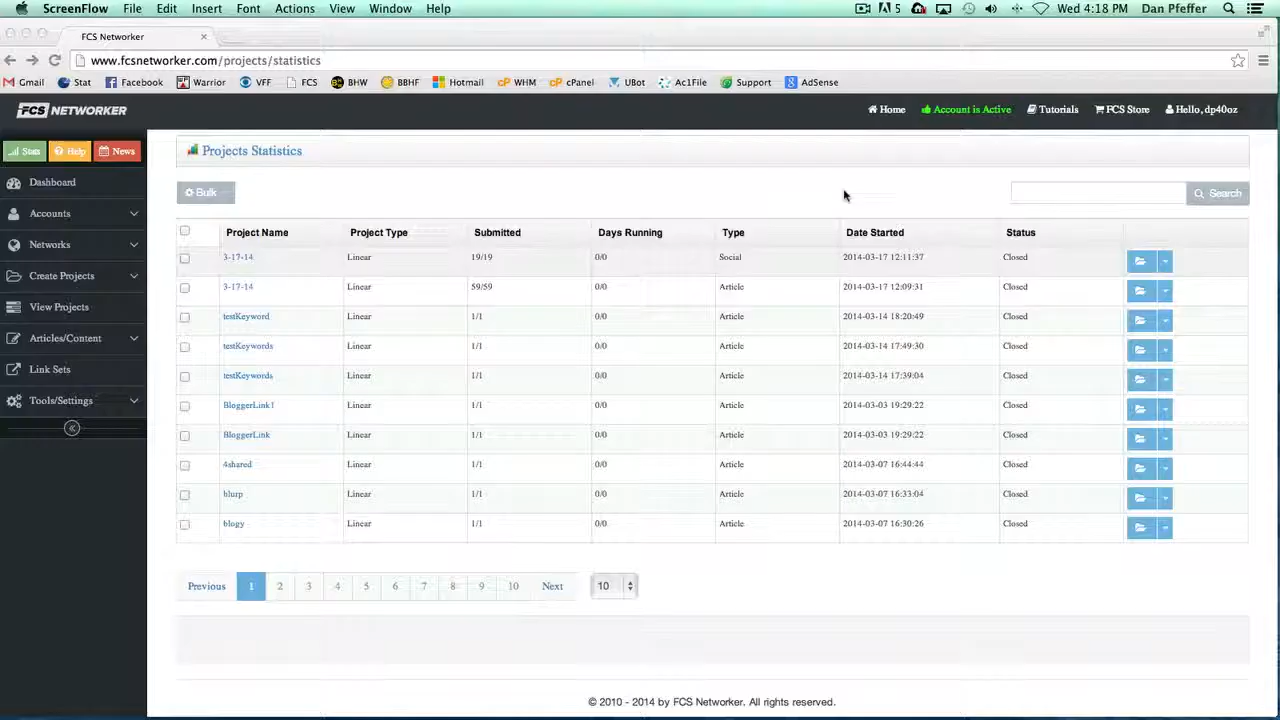 ScreenFlow File Edit Insert Font Actions View Window Help 5 Wed 4:18 PM Dan Pfeffer
FCS Networker
www.fcsnetworker.com/projects/statistics
Gmail Stat Facebook Warrior VFF FCS BHW BBHF Hotmail WHM cPanel UBot Ac1File Support AdSense
FCS NETWORKER Home Account is Active Tutorials FCS Store Hello, dp40oz
Stats Help News
Dashboard
Accounts
Networks
Create Projects
View Projects
Articles/Content
Link Sets
Tools/Settings
Projects Statistics
Bulk Search
Project Name Project Type Submitted Days Running Type Date Started Status
3-17-14 Linear 19/19 0/0 Social 2014-03-17 12:11:37 Closed
3-17-14 Linear 59/59 0/0 Article 2014-03-17 12:09:31 Closed
testKeyword Linear 1/1 0/0 Article 2014-03-14 18:20:49 Closed
testKeywords Linear 1/1 0/0 Article 2014-03-14 17:49:30 Closed
testKeywords Linear 1/1 0/0 Article 2014-03-14 17:39:04 Closed
BloggerLink1 Linear 1/1 0/0 Article 2014-03-03 19:29:22 Closed
BloggerLink Linear 1/1 0/0 Article 2014-03-03 19:29:22 Closed
4shared Linear 1/1 0/0 Article 2014-03-07 16:44:44 Closed
blurp Linear 1/1 0/0 Article 2014-03-07 16:33:04 Closed
blogy Linear 1/1 0/0 Article 2014-03-07 16:30:26 Closed
Previous 1 2 3 4 5 6 7 8 9 10 Next 10
© 2010 - 2014 by FCS Networker. All rights reserved.